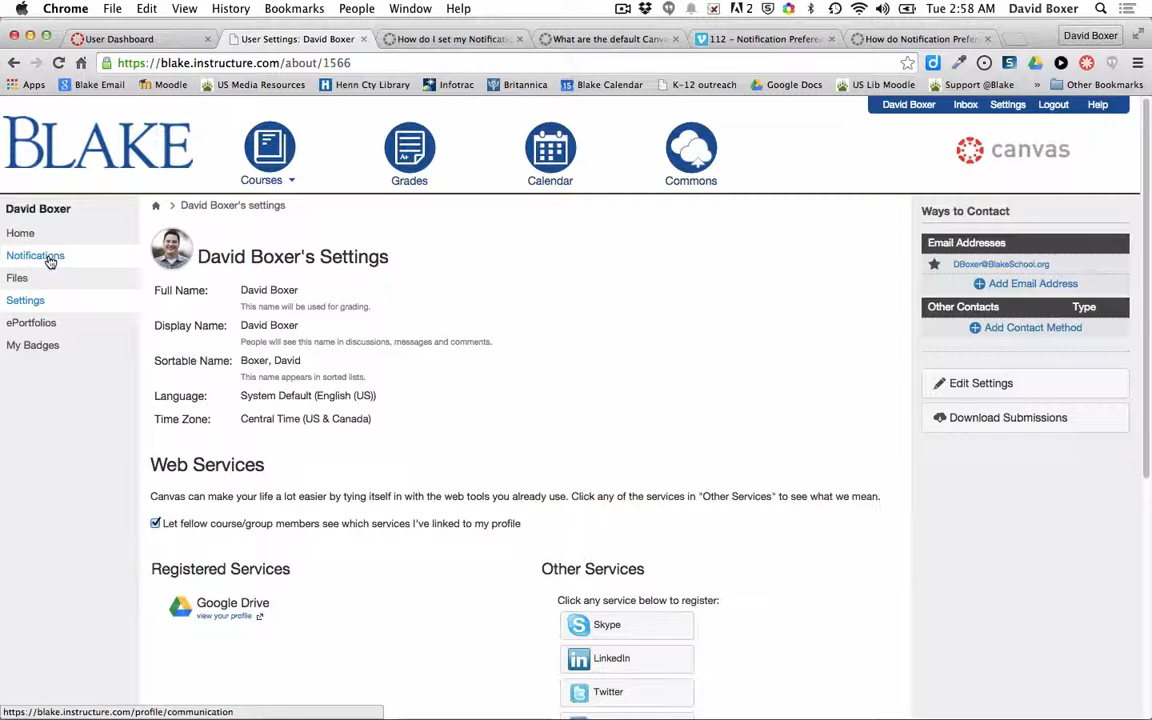 Chrome File Edit View History Bookmarks People Window Help 2 5 Tue 2:58 AM David Boxer
User Dashboard × User Settings: David Boxer × How do I set my Notificati × What are the default Canv × 112 – Notification Prefere × How do Notification Prefer × David Boxer
https://blake.instructure.com/about/1566
Apps Blake Email Moodle US Media Resources Henn Cty Library Infotrac Britannica Blake Calendar K-12 outreach Google Docs US Lib Moodle Support @Blake » Other Bookmarks
David Boxer Inbox Settings Logout Help
BLAKE
canvas
Courses Grades Calendar Commons
David Boxer
Home
Notifications
Files
Settings
ePortfolios
My Badges
David Boxer's settings
David Boxer's Settings
Full Name: David Boxer
This name will be used for grading.
Display Name: David Boxer
People will see this name in discussions, messages and comments.
Sortable Name: Boxer, David
This name appears in sorted lists.
Language: System Default (English (US))
Time Zone: Central Time (US & Canada)
Web Services
Canvas can make your life a lot easier by tying itself in with the web tools you already use. Click any of the services in "Other Services" to see what we mean.
Let fellow course/group members see which services I've linked to my profile
Registered Services
Google Drive
view your profile
Other Services
Click any service below to register:
Skype
LinkedIn
Twitter
Ways to Contact
Email Addresses
DBoxer@BlakeSchool.org
Add Email Address
Other Contacts Type
Add Contact Method
Edit Settings
Download Submissions
https://blake.instructure.com/profile/communication